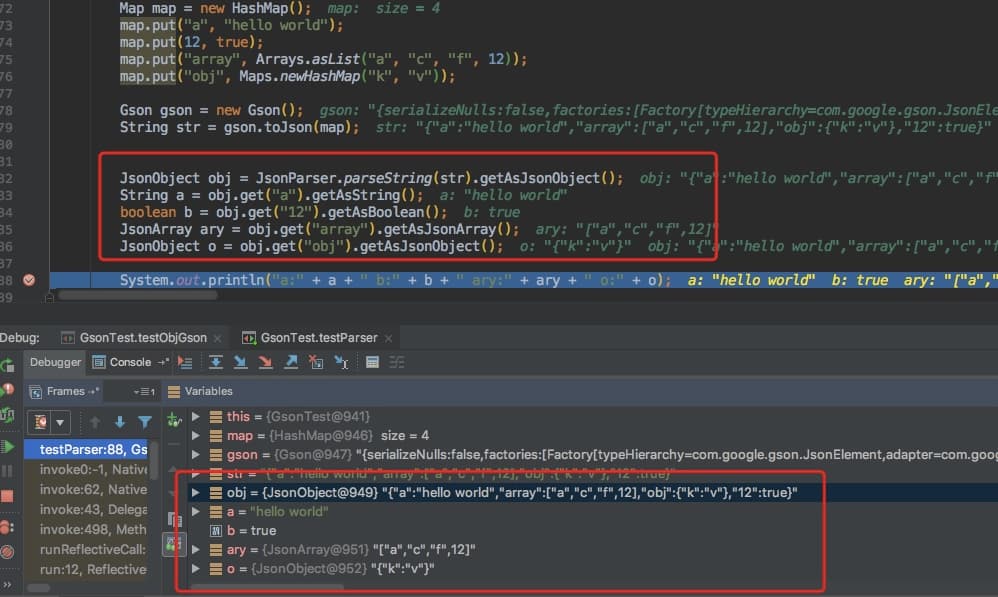 72 Map map = new HashMap(); map: size = 4
73 map.put("a", "hello world");
74 map.put(12, true);
75 map.put("array", Arrays.asList("a", "c", "f", 12));
76 map.put("obj", Maps.newHashMap("k", "v"));
77
78 Gson gson = new Gson(); gson: "{serializeNulls:false,factories:[Factory[typeHierarchy=com.google.gson.JsonElem
79 String str = gson.toJson(map); str: "{"a":"hello world","array":["a","c","f",12],"obj":{"k":"v"},"12":true}"
80
81
82 JsonObject obj = JsonParser.parseString(str).getAsJsonObject(); obj: "{"a":"hello world","array":["a","c","f"
83 String a = obj.get("a").getAsString(); a: "hello world"
84 boolean b = obj.get("12").getAsBoolean(); b: true
85 JsonArray ary = obj.get("array").getAsJsonArray(); ary: "["a","c","f",12]"
86 JsonObject o = obj.get("obj").getAsJsonObject(); o: "{"k":"v"}" obj: "{"a":"hello world","array":["a","c","f
87
88 System.out.println("a:" + a + " b:" + b + " ary:" + ary + " o:" + o); a: "hello world" b: true ary: "["a","
89
Debug: GsonTest.testObjGson × GsonTest.testParser ×
Debugger Console →"
Frames →" Variables
this = {GsonTest@941}
map = {HashMap@946} size = 4
testParser:88, Gs gson = {Gson@947} "{serializeNulls:false,factories:[Factory[typeHierarchy=com.google.gson.JsonElement,adapter=com.goo
invoke0:-1, Native str = "{"a":"hello world","array":["a","c","f",12],"obj":{"k":"v"},"12":true}"
invoke:62, Native obj = {JsonObject@949} "{"a":"hello world","array":["a","c","f",12],"obj":{"k":"v"},"12":true}"
invoke:43, Delega a = "hello world"
invoke:498, Meth b = true
runReflectiveCall: ary = {JsonArray@951} "["a","c","f",12]"
run:12, Reflective o = {JsonObject@952} "{"k":"v"}"